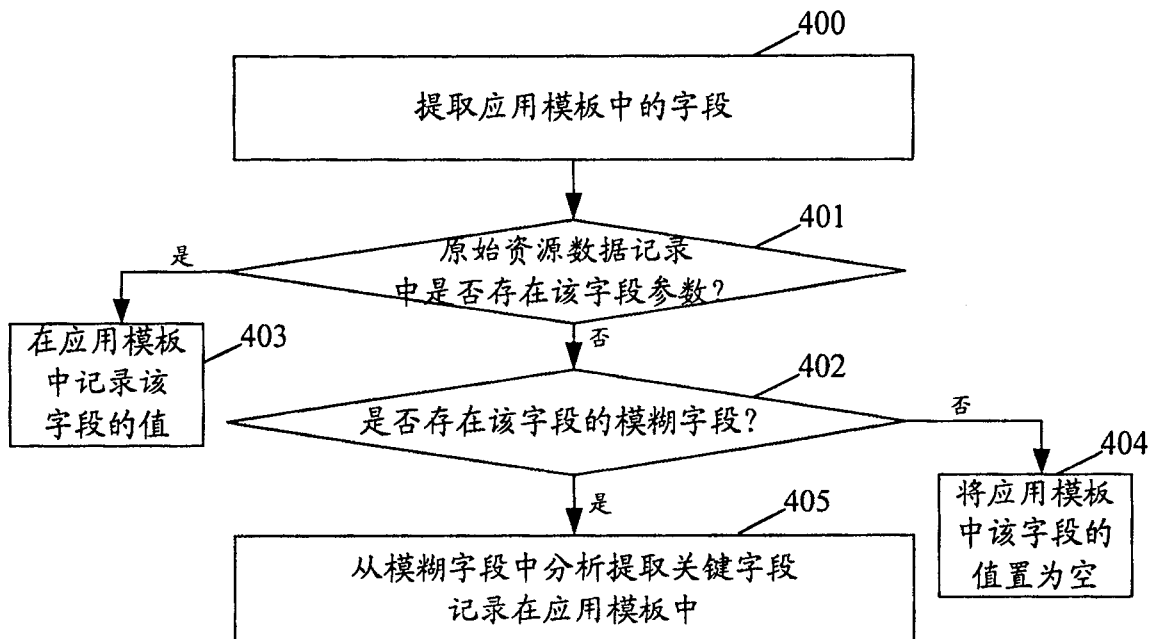 400
提取应用模板中的字段
401
原始资源数据记录
中是否存在该字段参数?
是
403
在应用模板
中记录该
字段的值
否
402
是否存在该字段的模糊字段?
否
404
将应用模板
中该字段的
值置为空
是
405
从模糊字段中分析提取关键字段
记录在应用模板中